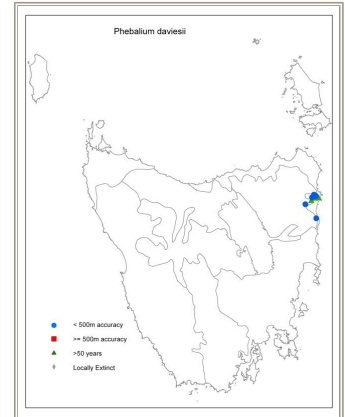 Phebalium daviesii
< 500m accuracy
>= 500m accuracy
>50 years
Locally Extinct